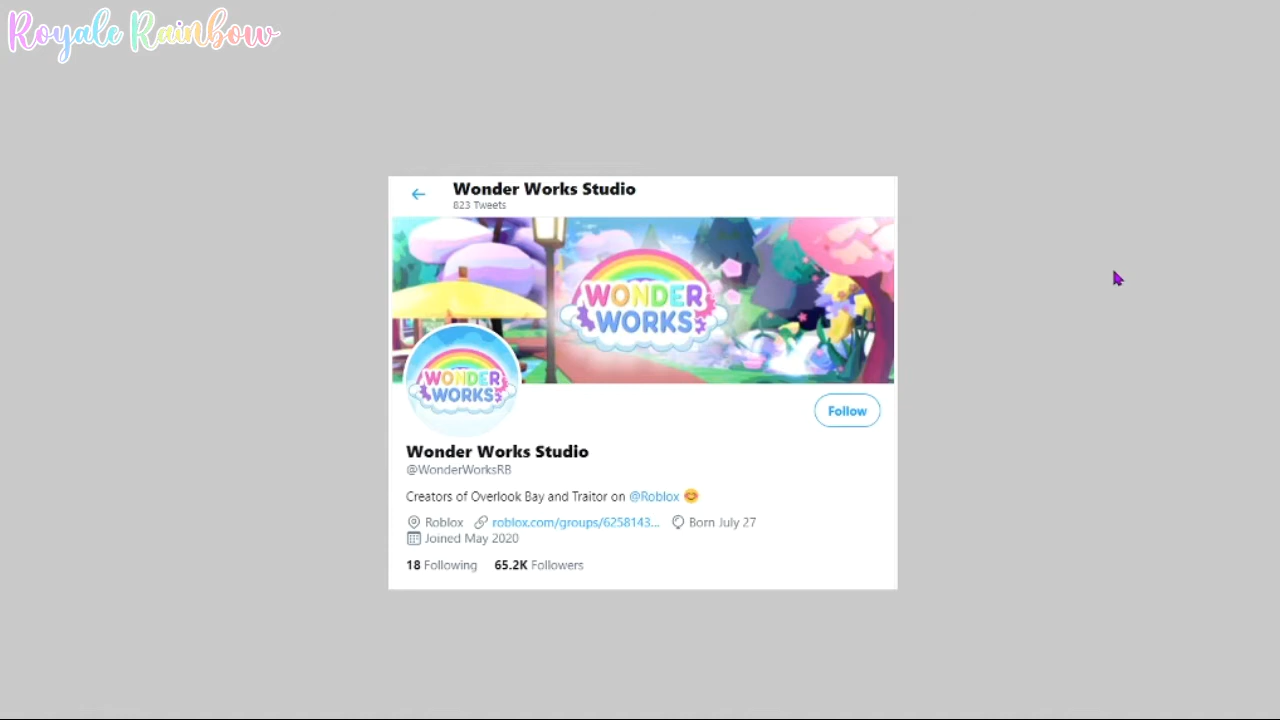 Royale Rainbow
Wonder Works Studio
823 Tweets
WONDER
WORKS
WONDER
WORKS
Follow
Wonder Works Studio
@WonderWorksRB
Creators of Overlook Bay and Traitor on @Roblox 😊
Roblox roblox.com/groups/6258143... Born July 27
Joined May 2020
18 Following 65.2K Followers